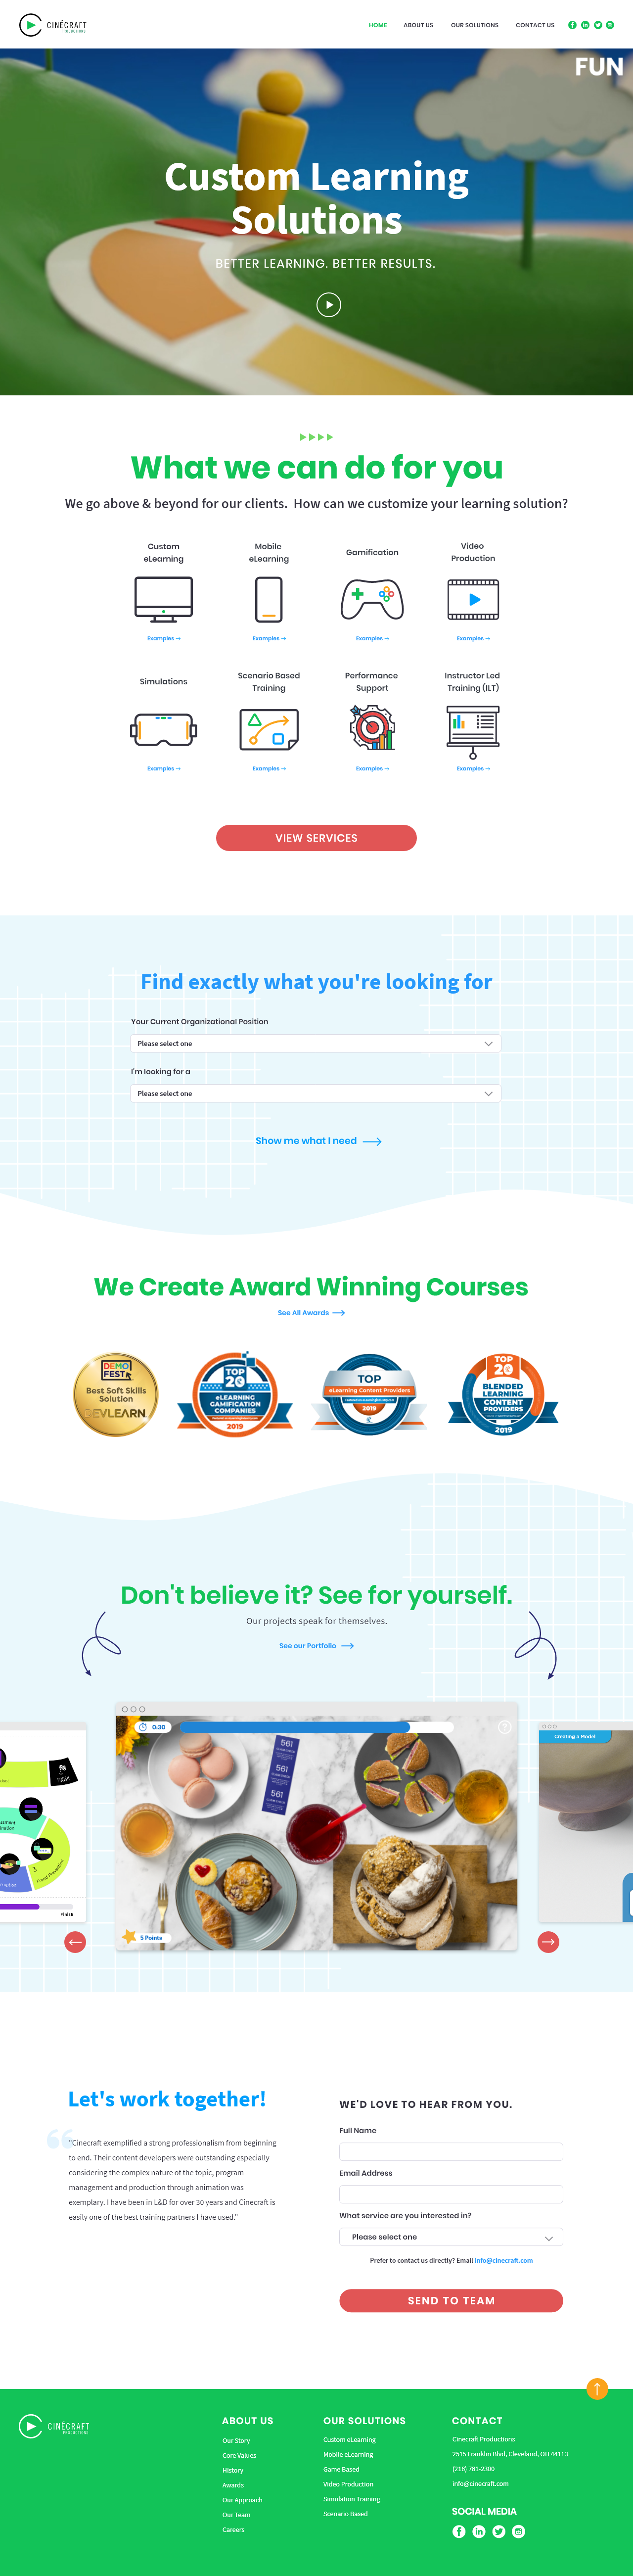 CINÉCRAFT
PRODUCTIONS
HOME
ABOUT US
OUR SOLUTIONS
CONTACT US
FUN
Custom Learning
Solutions
BETTER LEARNING. BETTER RESULTS.
What we can do for you
We go above & beyond for our clients. How can we customize your learning solution?
Custom
eLearning
Mobile
eLearning
Gamification
Video
Production
Examples →
Examples →
Examples →
Examples →
Simulations
Scenario Based
Training
Performance
Support
Instructor Led
Training (ILT)
Examples →
Examples →
Examples →
Examples →
VIEW SERVICES
Find exactly what you're looking for
Your Current Organizational Position
Please select one
I'm looking for a
Please select one
Show me what I need
We Create Award Winning Courses
See All Awards
DEMO
FEST
Best Soft Skills
Solution
DEVLEARN
TOP
20
eLEARNING
GAMIFICATION
COMPANIES
2019
TOP
eLearning Content Providers
2019
TOP
20
BLENDED
LEARNING
CONTENT
PROVIDERS
2019
Don't believe it? See for yourself.
Our projects speak for themselves.
See our Portfolio
0:30
?
561
561
561
5 Points
FINISH
Fraud Prevention
Finish
Creating a Model
Let's work together!
"Cinecraft exemplified a strong professionalism from beginning
to end. Their content developers were outstanding especially
considering the complex nature of the topic, program
management and production through animation was
exemplary. I have been in L&D for over 30 years and Cinecraft is
easily one of the best training partners I have used."
WE'D LOVE TO HEAR FROM YOU.
Full Name
Email Address
What service are you interested in?
Please select one
Prefer to contact us directly? Email info@cinecraft.com
SEND TO TEAM
CINÉCRAFT
PRODUCTIONS
ABOUT US
Our Story
Core Values
History
Awards
Our Approach
Our Team
Careers
OUR SOLUTIONS
Custom eLearning
Mobile eLearning
Game Based
Video Production
Simulation Training
Scenario Based
CONTACT
Cinecraft Productions
2515 Franklin Blvd, Cleveland, OH 44113
(216) 781-2300
info@cinecraft.com
SOCIAL MEDIA